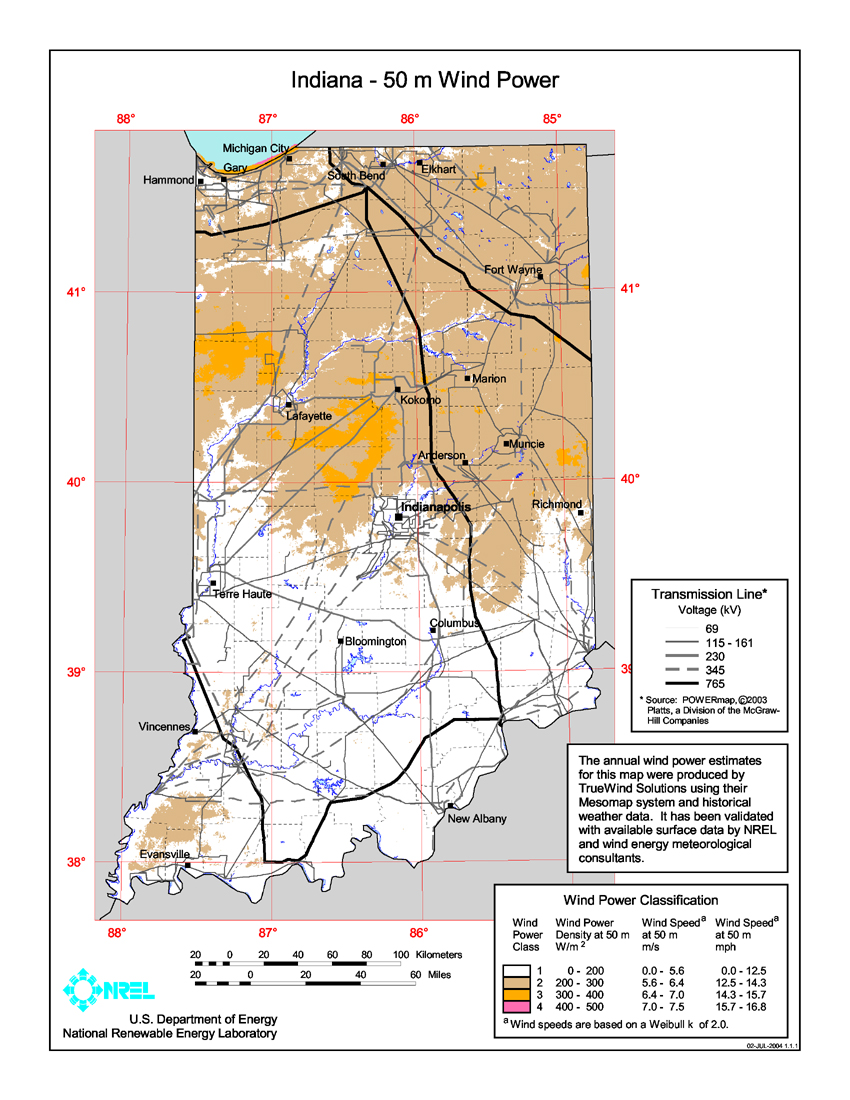 Indiana - 50 m Wind Power
88° 87° 86° 85°
Michigan City
Gary
Hammond
South Bend
Elkhart
Fort Wayne
41° 41°
Marion
Kokomo
Lafayette
Muncie
Anderson
40° 40°
Indianapolis
Richmond
Terre Haute
Columbus
Bloomington
39° 39
Vincennes
New Albany
Evansville
38°
88° 87° 86°
Transmission Line*
Voltage (kV)
69
115 - 161
230
345
765
* Source: POWERmap, ©2003
Platts, a Division of the McGraw-
Hill Companies
The annual wind power estimates
for this map were produced by
TrueWind Solutions using their
Mesomap system and historical
weather data. It has been validated
with available surface data by NREL
and wind energy meteorological
consultants.
Wind Power Classification
Wind Wind Power Wind Speedᵃ Wind Speedᵃ
Power Density at 50 m at 50 m at 50 m
Class W/m² m/s mph
1 0 - 200 0.0 - 5.6 0.0 - 12.5
2 200 - 300 5.6 - 6.4 12.5 - 14.3
3 300 - 400 6.4 - 7.0 14.3 - 15.7
4 400 - 500 7.0 - 7.5 15.7 - 16.8
ᵃ Wind speeds are based on a Weibull k of 2.0.
20 0 20 40 60 80 100 Kilometers
20 0 20 40 60 Miles
NREL
U.S. Department of Energy
National Renewable Energy Laboratory
02-JUL-2004 1.1.1